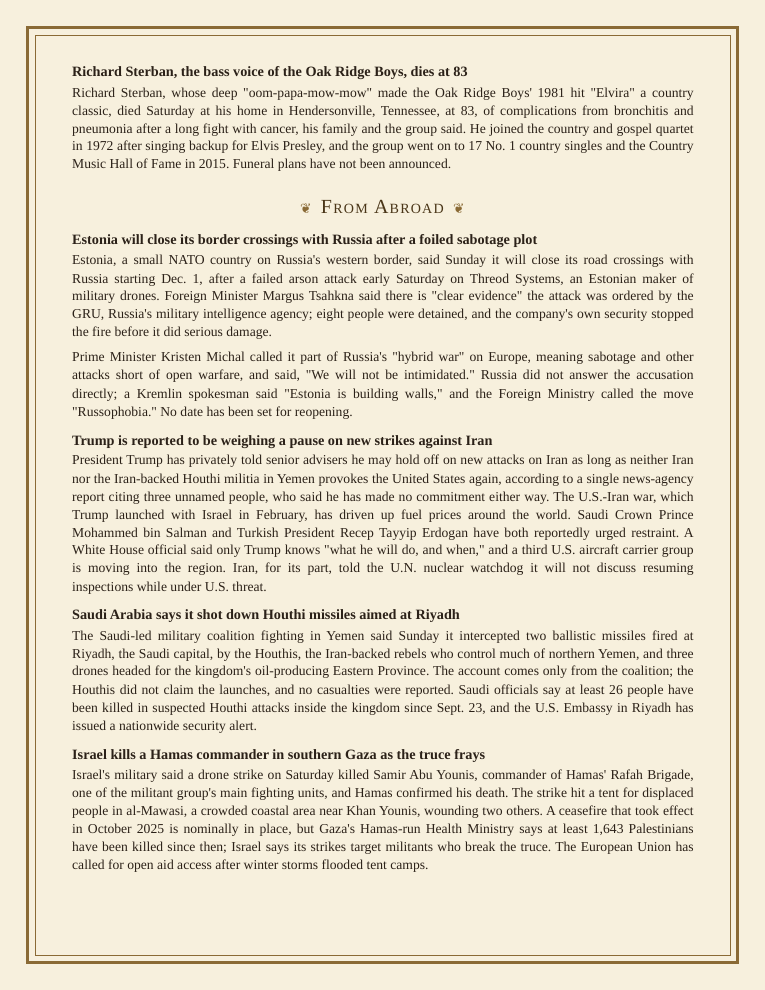 Richard Sterban, the bass voice of the Oak Ridge Boys, dies at 83
Richard Sterban, whose deep "oom-papa-mow-mow" made the Oak Ridge Boys' 1981 hit "Elvira" a country
classic, died Saturday at his home in Hendersonville, Tennessee, at 83, of complications from bronchitis and
pneumonia after a long fight with cancer, his family and the group said. He joined the country and gospel quartet
in 1972 after singing backup for Elvis Presley, and the group went on to 17 No. 1 country singles and the Country
Music Hall of Fame in 2015. Funeral plans have not been announced.
❦ From Abroad ❦
Estonia will close its border crossings with Russia after a foiled sabotage plot
Estonia, a small NATO country on Russia's western border, said Sunday it will close its road crossings with
Russia starting Dec. 1, after a failed arson attack early Saturday on Threod Systems, an Estonian maker of
military drones. Foreign Minister Margus Tsahkna said there is "clear evidence" the attack was ordered by the
GRU, Russia's military intelligence agency; eight people were detained, and the company's own security stopped
the fire before it did serious damage.
Prime Minister Kristen Michal called it part of Russia's "hybrid war" on Europe, meaning sabotage and other
attacks short of open warfare, and said, "We will not be intimidated." Russia did not answer the accusation
directly; a Kremlin spokesman said "Estonia is building walls," and the Foreign Ministry called the move
"Russophobia." No date has been set for reopening.
Trump is reported to be weighing a pause on new strikes against Iran
President Trump has privately told senior advisers he may hold off on new attacks on Iran as long as neither Iran
nor the Iran-backed Houthi militia in Yemen provokes the United States again, according to a single news-agency
report citing three unnamed people, who said he has made no commitment either way. The U.S.-Iran war, which
Trump launched with Israel in February, has driven up fuel prices around the world. Saudi Crown Prince
Mohammed bin Salman and Turkish President Recep Tayyip Erdogan have both reportedly urged restraint. A
White House official said only Trump knows "what he will do, and when," and a third U.S. aircraft carrier group
is moving into the region. Iran, for its part, told the U.N. nuclear watchdog it will not discuss resuming
inspections while under U.S. threat.
Saudi Arabia says it shot down Houthi missiles aimed at Riyadh
The Saudi-led military coalition fighting in Yemen said Sunday it intercepted two ballistic missiles fired at
Riyadh, the Saudi capital, by the Houthis, the Iran-backed rebels who control much of northern Yemen, and three
drones headed for the kingdom's oil-producing Eastern Province. The account comes only from the coalition; the
Houthis did not claim the launches, and no casualties were reported. Saudi officials say at least 26 people have
been killed in suspected Houthi attacks inside the kingdom since Sept. 23, and the U.S. Embassy in Riyadh has
issued a nationwide security alert.
Israel kills a Hamas commander in southern Gaza as the truce frays
Israel's military said a drone strike on Saturday killed Samir Abu Younis, commander of Hamas' Rafah Brigade,
one of the militant group's main fighting units, and Hamas confirmed his death. The strike hit a tent for displaced
people in al-Mawasi, a crowded coastal area near Khan Younis, wounding two others. A ceasefire that took effect
in October 2025 is nominally in place, but Gaza's Hamas-run Health Ministry says at least 1,643 Palestinians
have been killed since then; Israel says its strikes target militants who break the truce. The European Union has
called for open aid access after winter storms flooded tent camps.